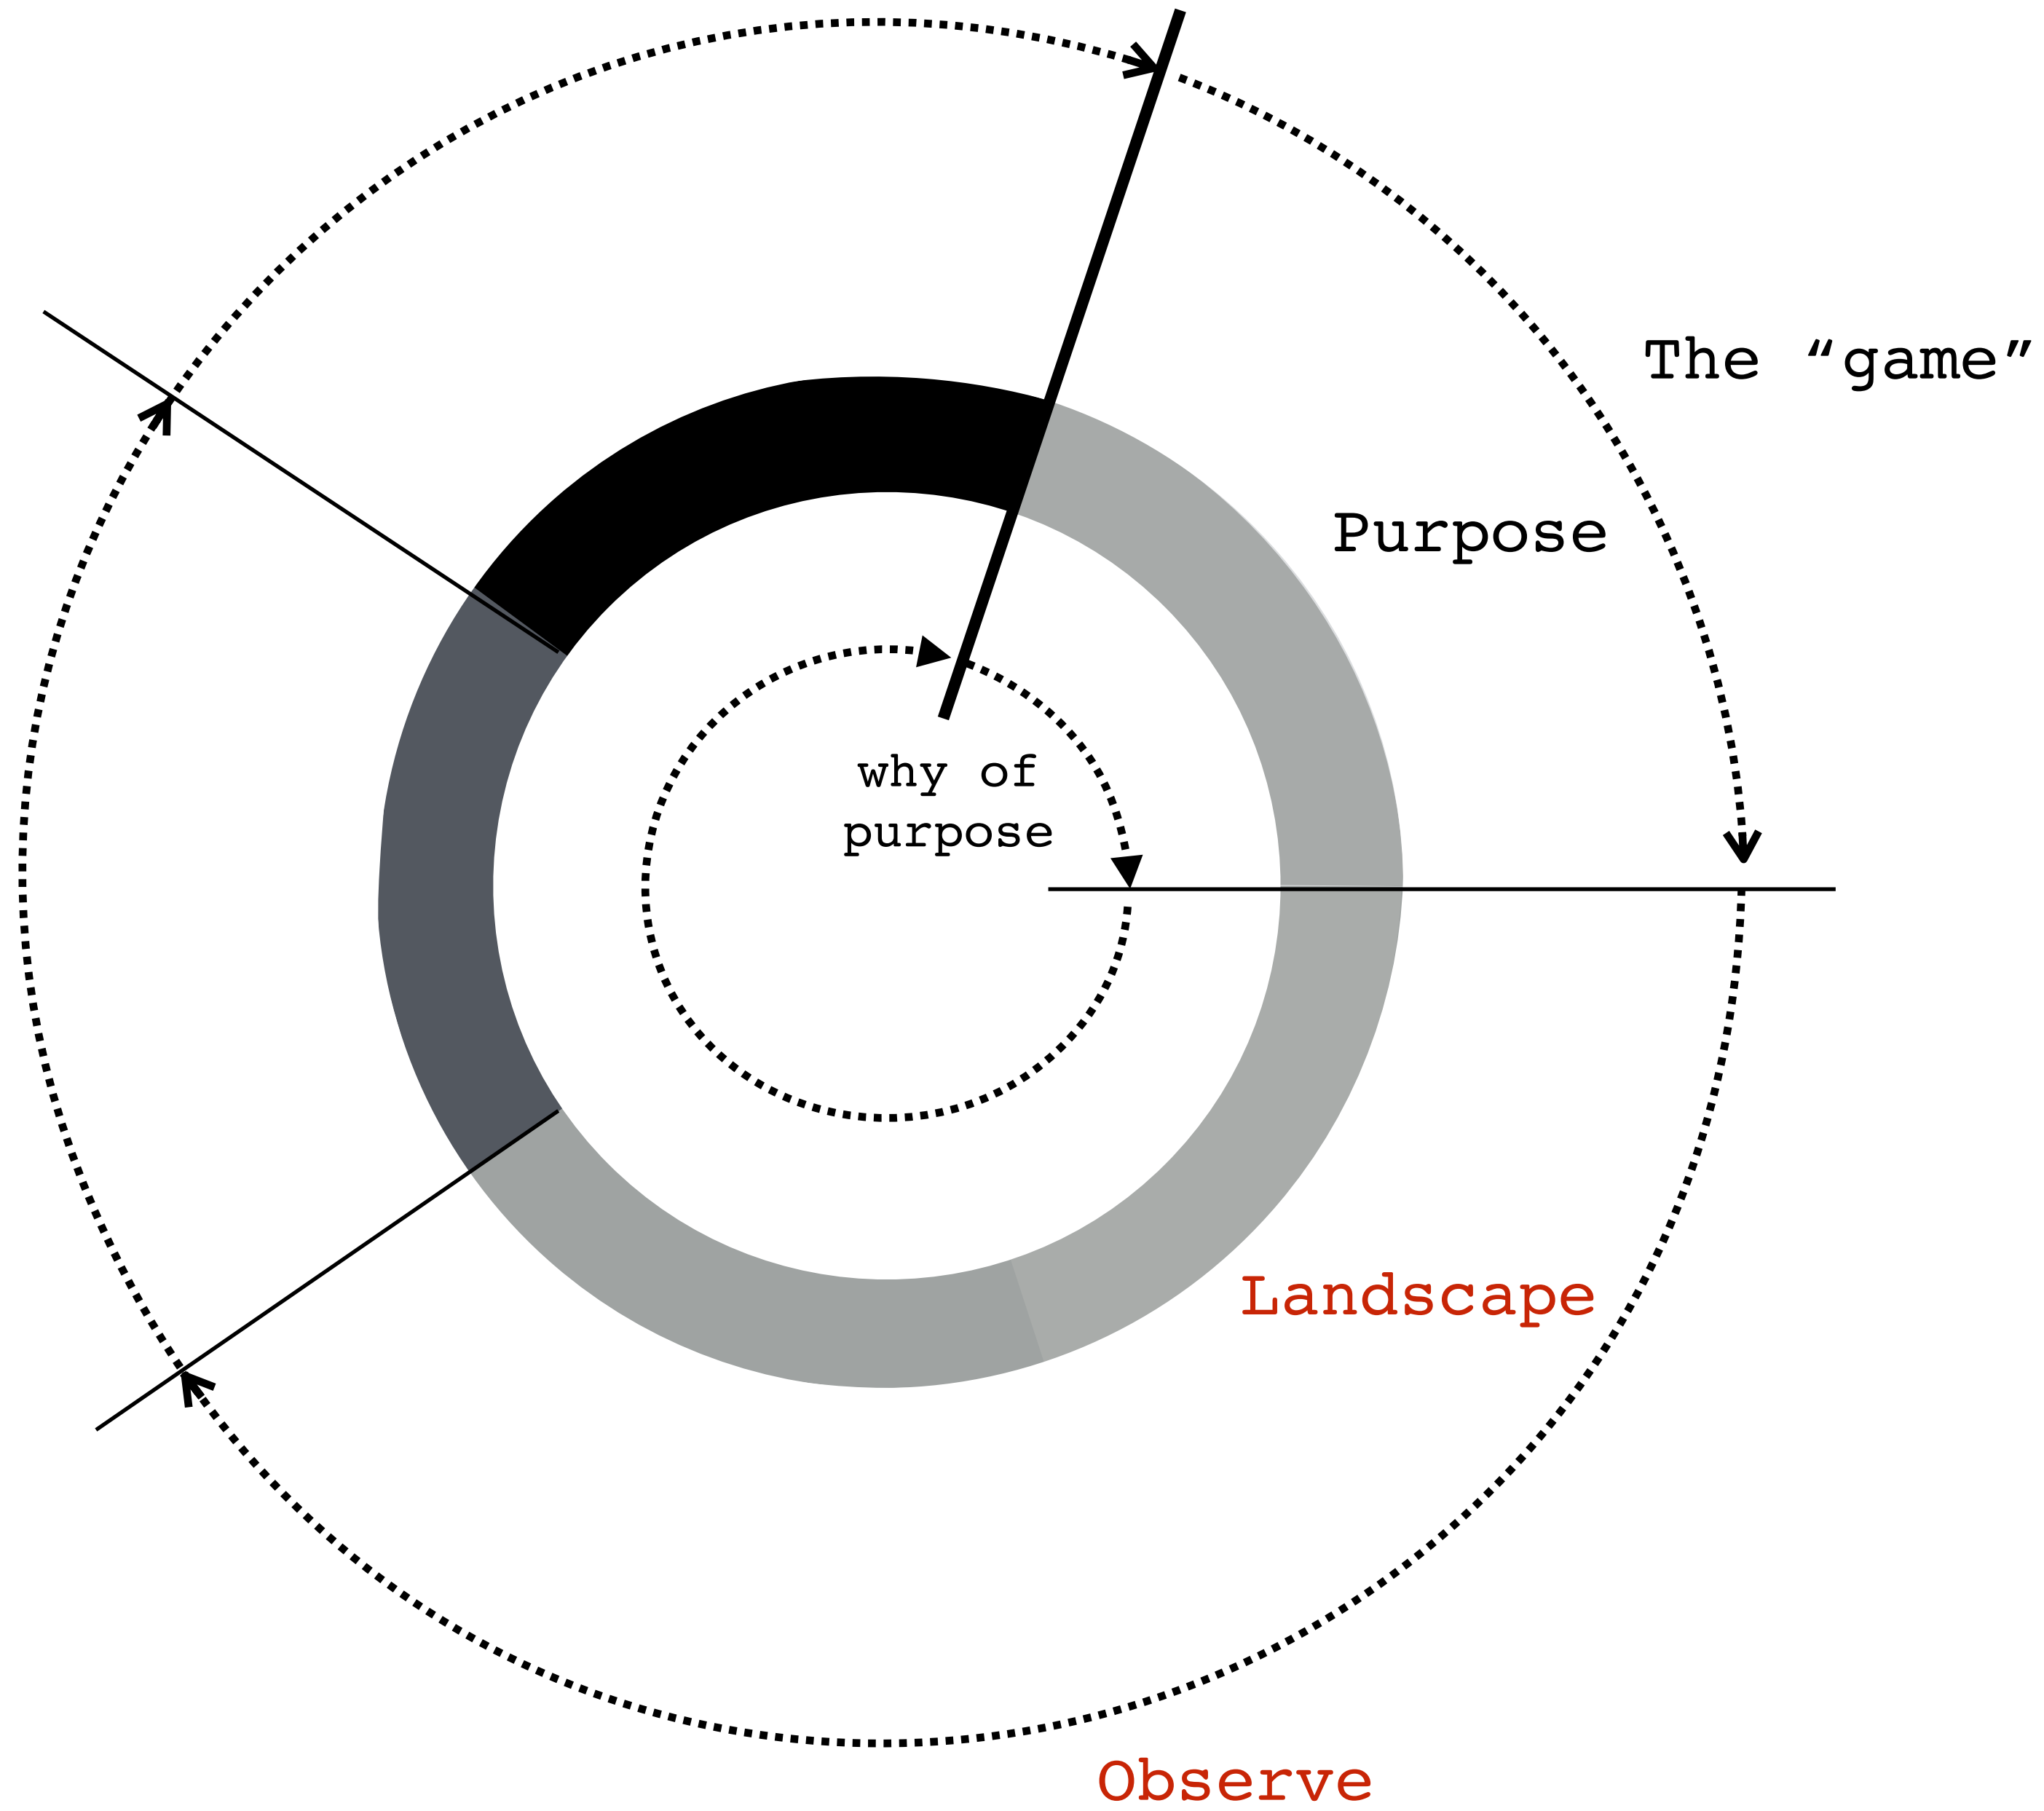 The “game”
Purpose
why of
purpose
Landscape
Observe